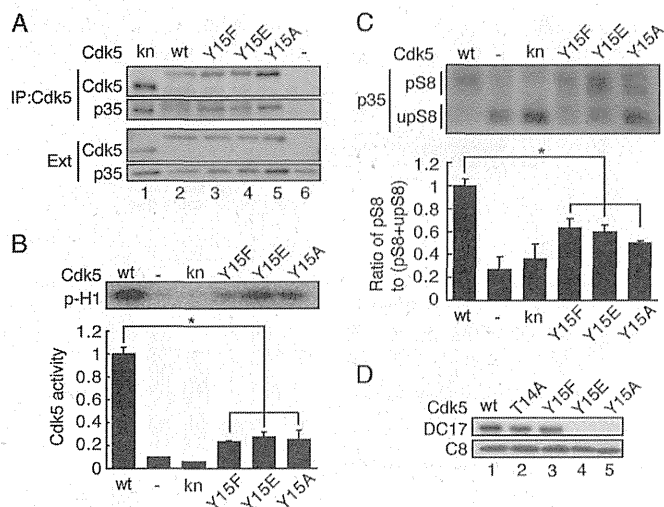 A
Cdk5 kn wt Y15F Y15E Y15A -
IP:Cdk5
Cdk5
p35
Ext
Cdk5
p35
1 2 3 4 5 6
B
Cdk5 wt - kn Y15F Y15E Y15A
p-H1
*
Cdk5 activity
1.2
1
0.8
0.6
0.4
0.2
0
wt - kn Y15F Y15E Y15A
C
Cdk5 wt - kn Y15F Y15E Y15A
p35
pS8
upS8
*
Ratio of pS8
to (pS8+upS8)
1.2
1.0
0.8
0.6
0.4
0.2
0
wt - kn Y15F Y15E Y15A
D
Cdk5 wt T14A Y15F Y15E Y15A
DC17
C8
1 2 3 4 5